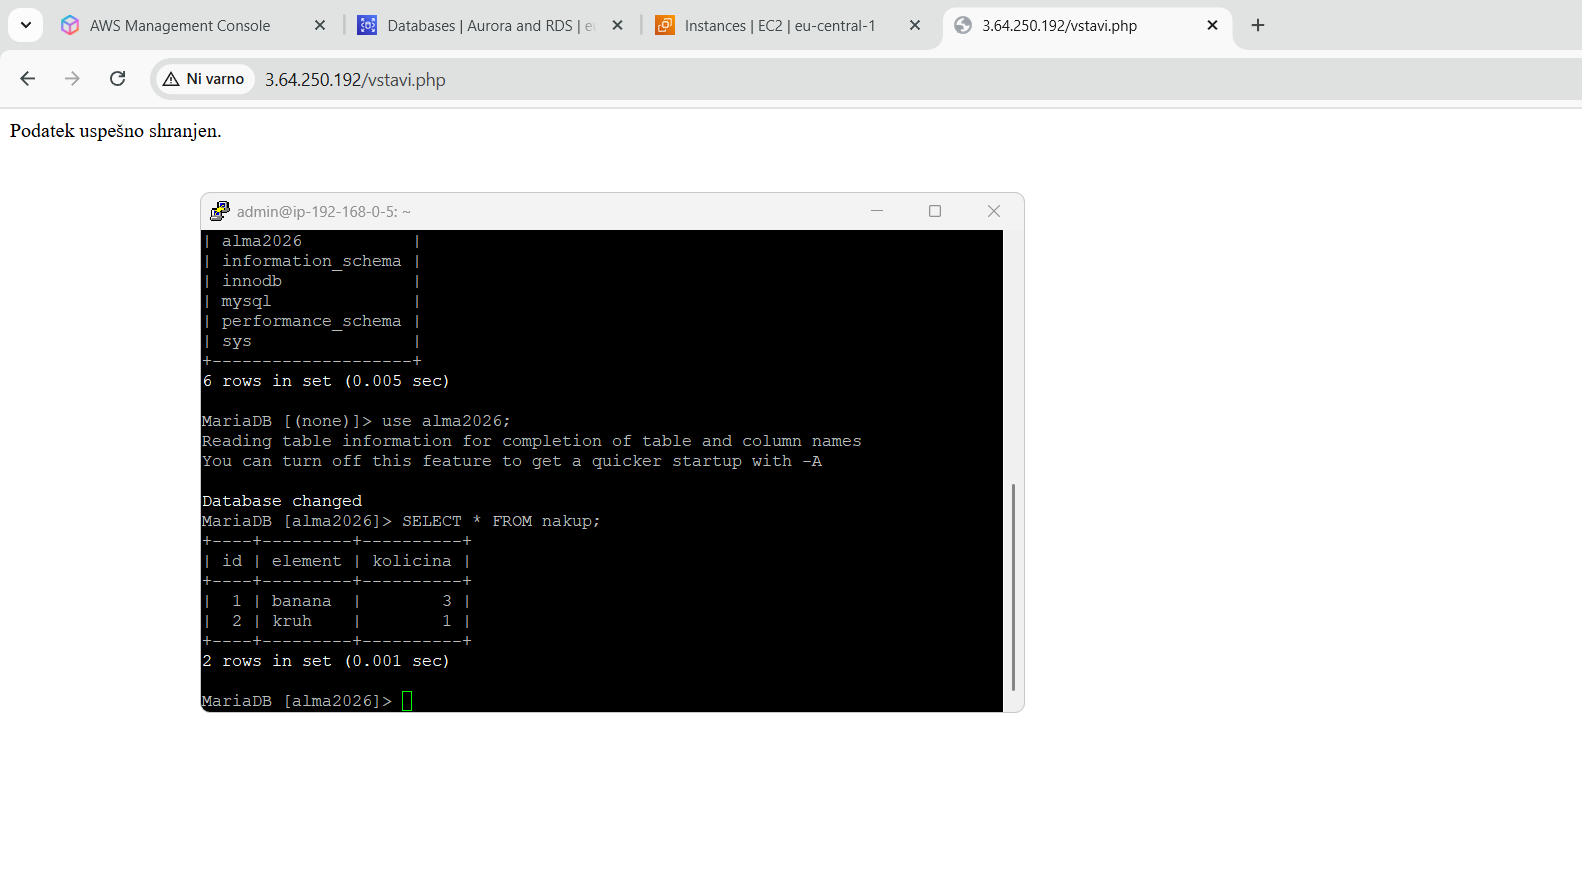 AWS Management Console
Databases | Aurora and RDS | eu
Instances | EC2 | eu-central-1
3.64.250.192/vstavi.php
Ni varno
3.64.250.192/vstavi.php
Podatek uspešno shranjen.
admin@ip-192-168-0-5: ~
| alma2026           |
| information_schema |
| innodb             |
| mysql              |
| performance_schema |
| sys                |
+--------------------+
6 rows in set (0.005 sec)
MariaDB [(none)]> use alma2026;
Reading table information for completion of table and column names
You can turn off this feature to get a quicker startup with -A
Database changed
MariaDB [alma2026]> SELECT * FROM nakup;
+----+---------+----------+
| id | element | kolicina |
+----+---------+----------+
|  1 | banana  |        3 |
|  2 | kruh    |        1 |
+----+---------+----------+
2 rows in set (0.001 sec)
MariaDB [alma2026]>